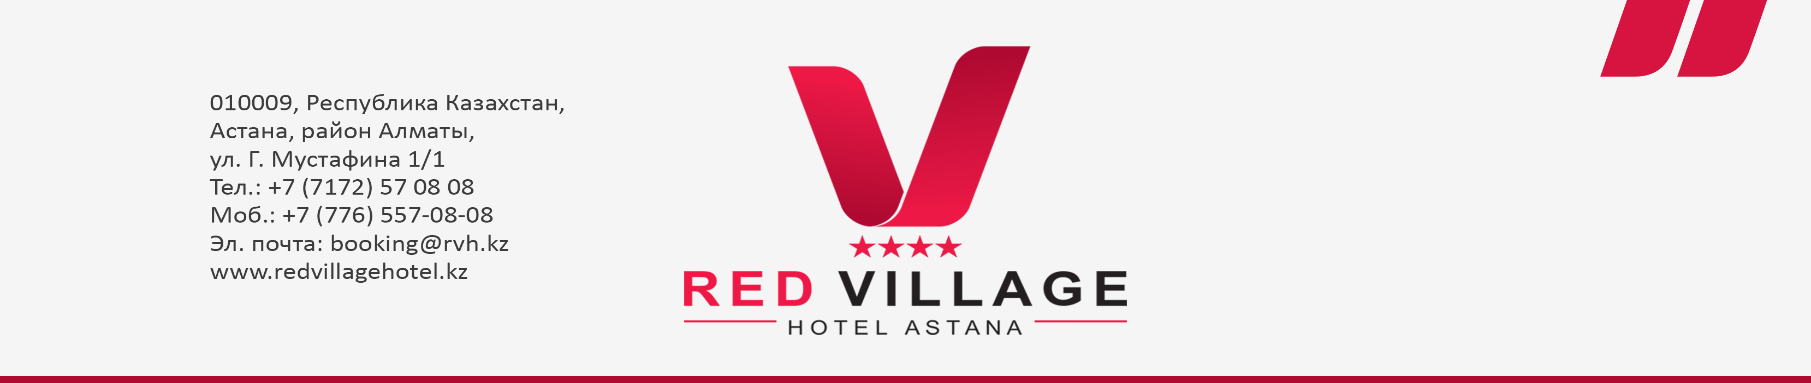 010009, Республика Казахстан,
Астана, район Алматы,
ул. Г. Мустафина 1/1
Тел.: +7 (7172) 57 08 08
Моб.: +7 (776) 557-08-08
Эл. почта: booking@rvh.kz
www.redvillagehotel.kz
RED VILLAGE
HOTEL ASTANA